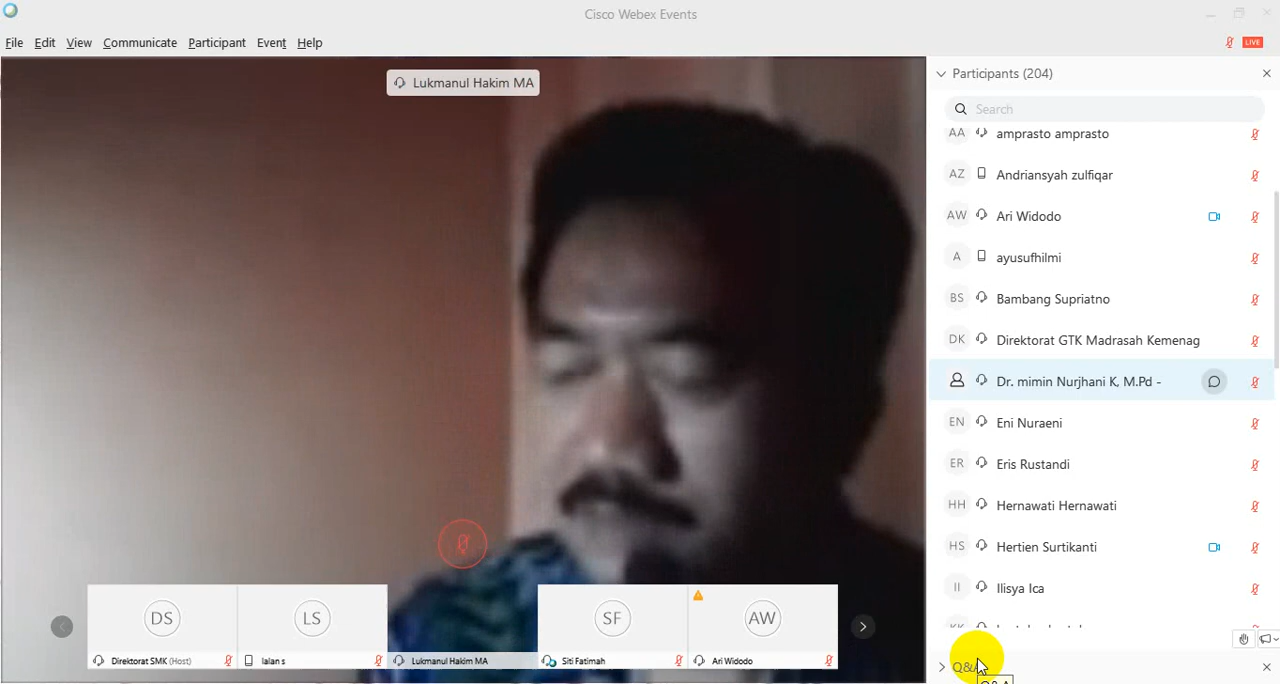 Cisco Webex Events
File Edit View Communicate Participant Event Help
LIVE
Lukmanul Hakim MA
Participants (204)
Search
AA amprasto amprasto
AZ Andriansyah zulfiqar
AW Ari Widodo
A ayusufhilmi
BS Bambang Supriatno
DK Direktorat GTK Madrasah Kemenag
Dr. mimin Nurjhani K, M.Pd -
EN Eni Nuraeni
ER Eris Rustandi
HH Hernawati Hernawati
HS Hertien Surtikanti
II Ilisya Ica
DS LS SF AW
Direktorat SMK (Host) lalan s Lukmanul Hakim MA Siti Fatimah Ari Widodo
Q&A
Q&A